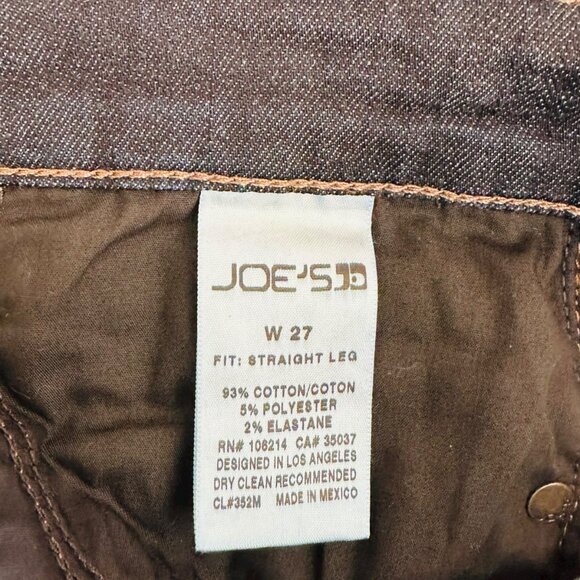 JOE'S
W 27
FIT: STRAIGHT LEG
93% COTTON/COTON
5% POLYESTER
2% ELASTANE
RN# 106214 CA# 35037
DESIGNED IN LOS ANGELES
DRY CLEAN RECOMMENDED
CL#352M MADE IN MEXICO